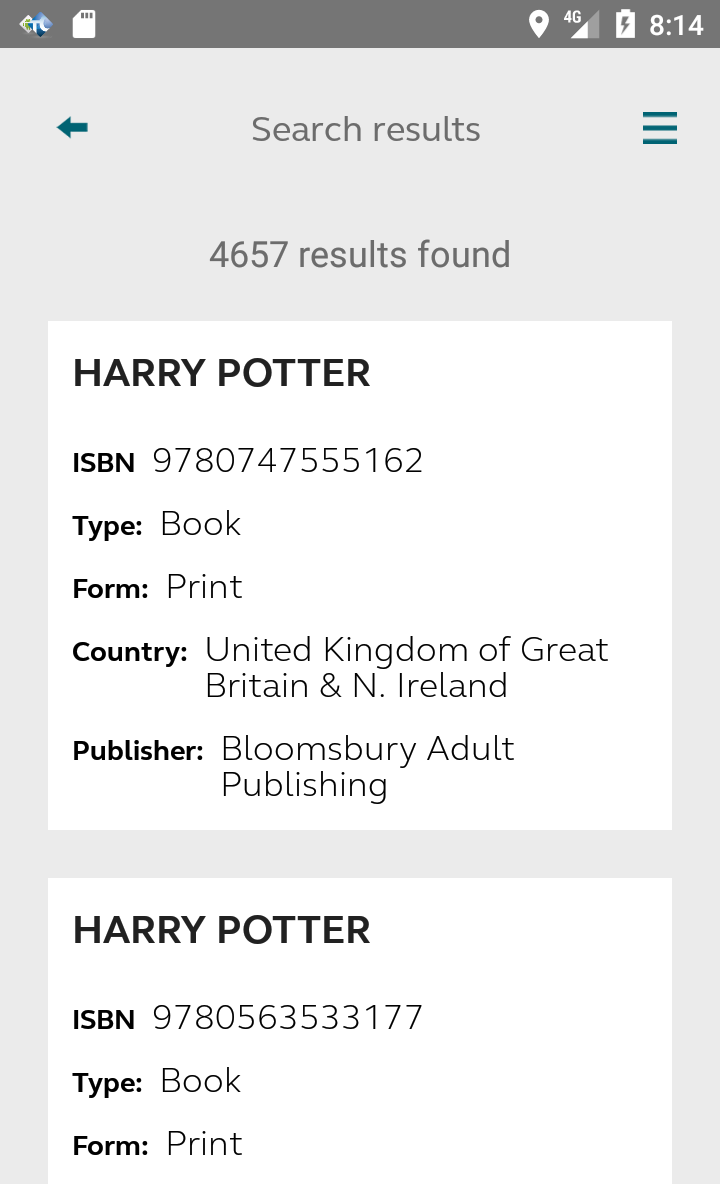 4G 8:14
Search results
4657 results found
HARRY POTTER
ISBN 9780747555162
Type: Book
Form: Print
Country: United Kingdom of Great
Britain & N. Ireland
Publisher: Bloomsbury Adult
Publishing
HARRY POTTER
ISBN 9780563533177
Type: Book
Form: Print